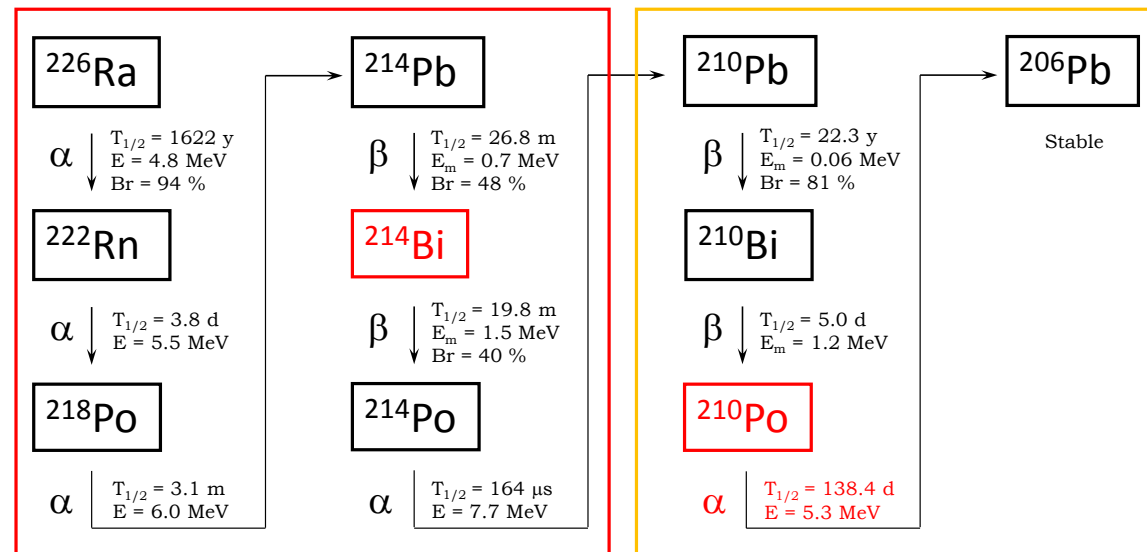 ²²⁶Ra
α
T₁/₂ = 1622 y
E = 4.8 MeV
Br = 94 %
²²²Rn
α
T₁/₂ = 3.8 d
E = 5.5 MeV
²¹⁸Po
α
T₁/₂ = 3.1 m
E = 6.0 MeV
²¹⁴Pb
β
T₁/₂ = 26.8 m
Eₘ = 0.7 MeV
Br = 48 %
²¹⁴Bi
β
T₁/₂ = 19.8 m
Eₘ = 1.5 MeV
Br = 40 %
²¹⁴Po
α
T₁/₂ = 164 µs
E = 7.7 MeV
²¹⁰Pb
β
T₁/₂ = 22.3 y
Eₘ = 0.06 MeV
Br = 81 %
²¹⁰Bi
β
T₁/₂ = 5.0 d
Eₘ = 1.2 MeV
²¹⁰Po
α
T₁/₂ = 138.4 d
E = 5.3 MeV
²⁰⁶Pb
Stable